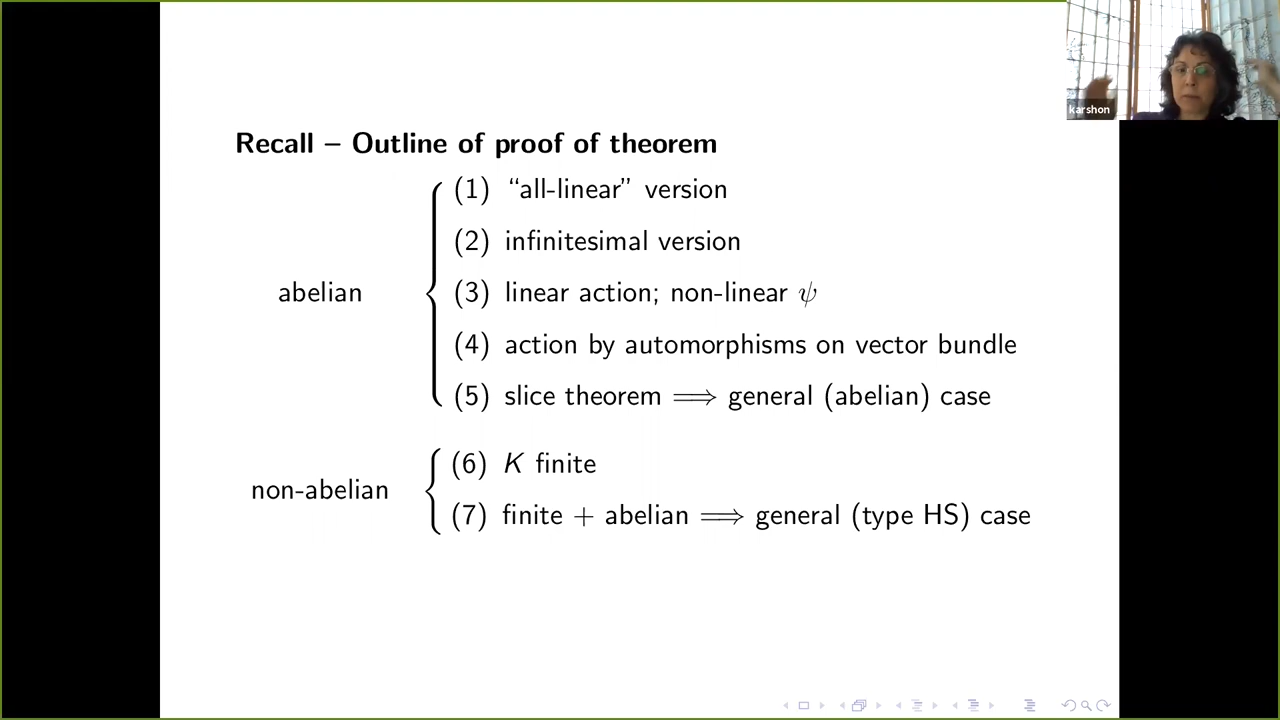 karshon
Recall – Outline of proof of theorem
(1) “all-linear” version
(2) infinitesimal version
abelian
(3) linear action; non-linear ψ
(4) action by automorphisms on vector bundle
(5) slice theorem ⟹ general (abelian) case
(6) K finite
non-abelian
(7) finite + abelian ⟹ general (type HS) case